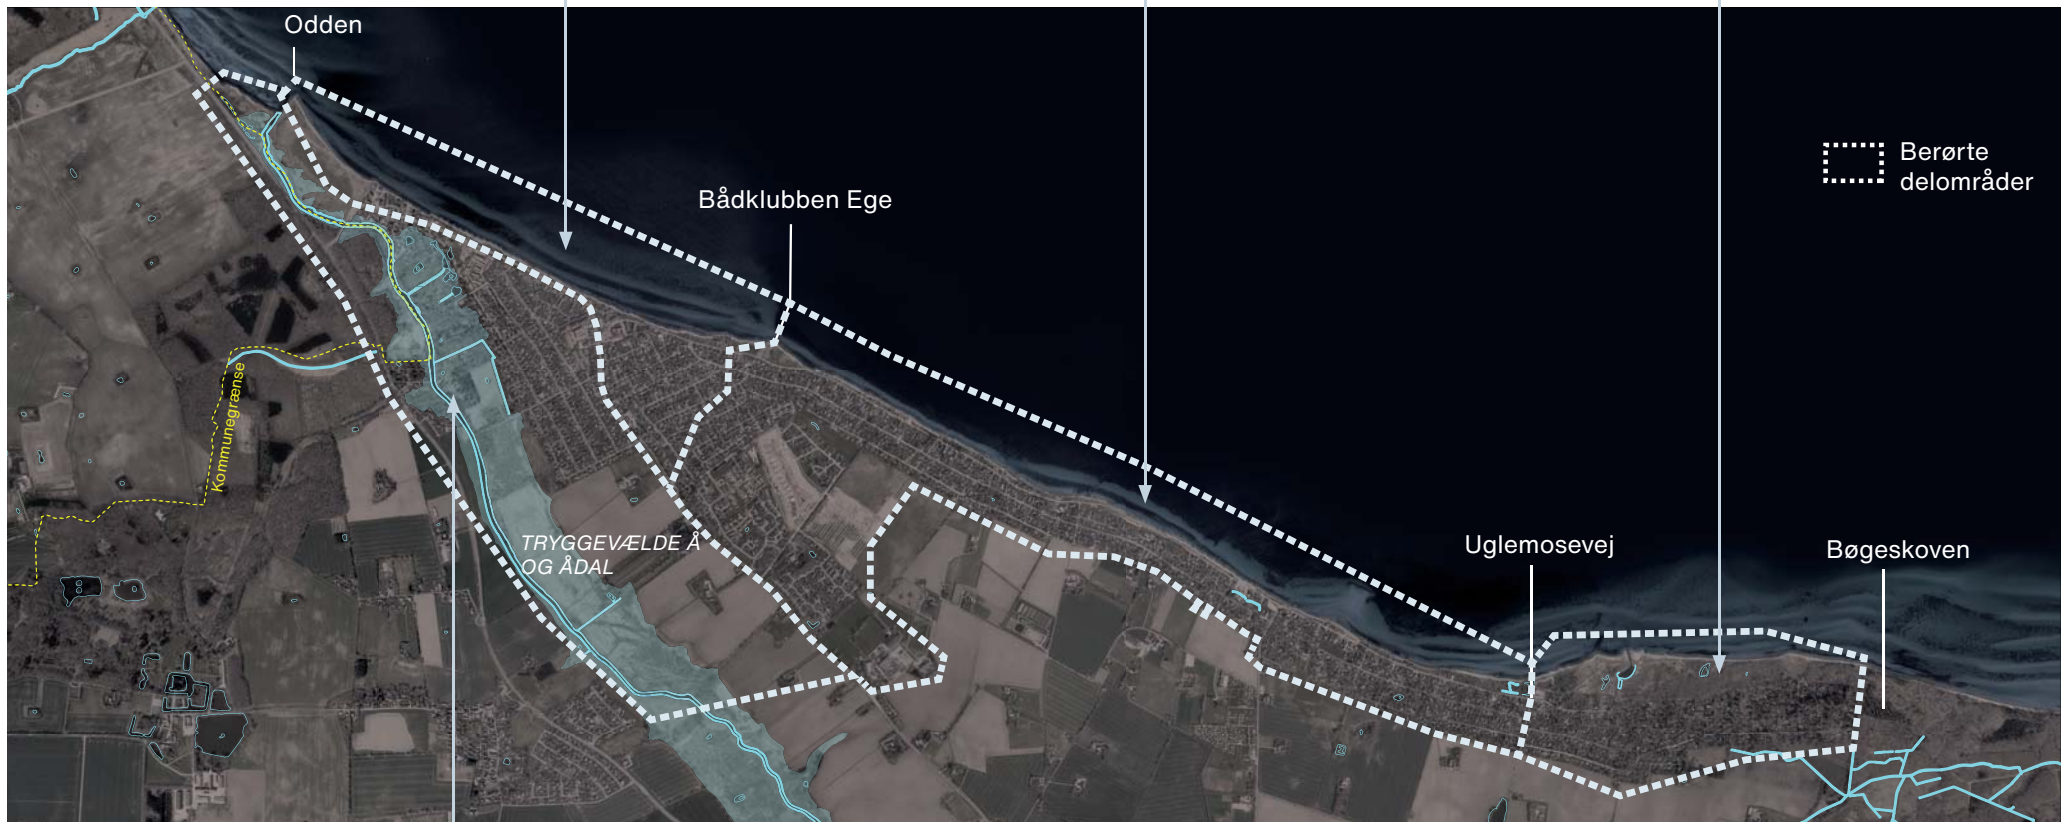 Odden
Bådklubben Ege
Berørte
delområder
Kommunegrænse
TRYGGEVÆLDE Å
OG ÅDAL
Uglemosevej
Bøgeskoven